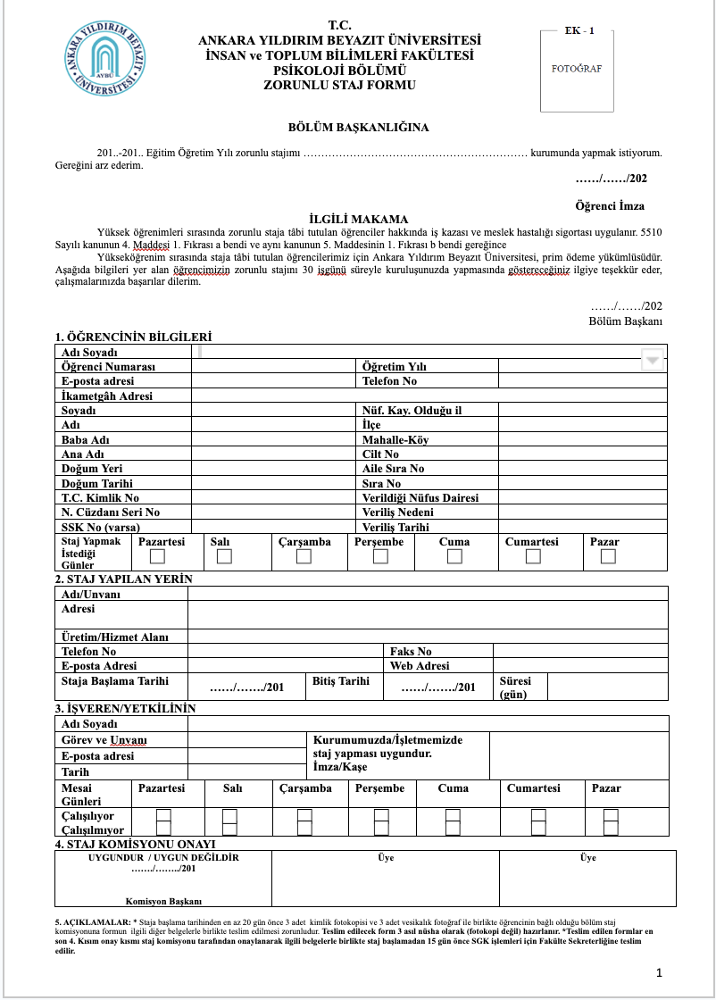 T.C.
ANKARA YILDIRIM BEYAZIT ÜNİVERSİTESİ
İNSAN ve TOPLUM BİLİMLERİ FAKÜLTESİ
PSİKOLOJİ BÖLÜMÜ
ZORUNLU STAJ FORMU
ANKARA YILDIRIM BEYAZIT ÜNİVERSİTESİ
AYBÜ
EK - 1
FOTOĞRAF
BÖLÜM BAŞKANLIĞINA
201..-201.. Eğitim Öğretim Yılı zorunlu stajımı ……………………………………………………… kurumunda yapmak istiyorum.
Gereğini arz ederim.
……/……/202
Öğrenci İmza
İLGİLİ MAKAMA
Yüksek öğrenimleri sırasında zorunlu staja tâbi tutulan öğrenciler hakkında iş kazası ve meslek hastalığı sigortası uygulanır. 5510
Sayılı kanunun 4. Maddesi 1. Fıkrası a bendi ve aynı kanunun 5. Maddesinin 1. Fıkrası b bendi gereğince
Yükseköğrenim sırasında staja tâbi tutulan öğrencilerimiz için Ankara Yıldırım Beyazıt Üniversitesi, prim ödeme yükümlüsüdür.
Aşağıda bilgileri yer alan öğrencimizin zorunlu stajını 30 işgünü süreyle kuruluşunuzda yapmasında göstereceğiniz ilgiye teşekkür eder,
çalışmalarınızda başarılar dilerim.
……/……/202
Bölüm Başkanı
1. ÖĞRENCİNİN BİLGİLERİ
Adı Soyadı
Öğrenci Numarası Öğretim Yılı
E-posta adresi Telefon No
İkametgâh Adresi
Soyadı Nüf. Kay. Olduğu il
Adı İlçe
Baba Adı Mahalle-Köy
Ana Adı Cilt No
Doğum Yeri Aile Sıra No
Doğum Tarihi Sıra No
T.C. Kimlik No Verildiği Nüfus Dairesi
N. Cüzdanı Seri No Veriliş Nedeni
SSK No (varsa) Veriliş Tarihi
Staj Yapmak Pazartesi Salı Çarşamba Perşembe Cuma Cumartesi Pazar
İstediği
Günler
2. STAJ YAPILAN YERİN
Adı/Unvanı
Adresi
Üretim/Hizmet Alanı
Telefon No Faks No
E-posta Adresi Web Adresi
Staja Başlama Tarihi ……/……./201 Bitiş Tarihi ……/……./201 Süresi
(gün)
3. İŞVEREN/YETKİLİNİN
Adı Soyadı
Görev ve Unvanı Kurumumuzda/İşletmemizde
E-posta adresi staj yapması uygundur.
Tarih İmza/Kaşe
Mesai Pazartesi Salı Çarşamba Perşembe Cuma Cumartesi Pazar
Günleri
Çalışılıyor
Çalışılmıyor
4. STAJ KOMİSYONU ONAYI
UYGUNDUR / UYGUN DEĞİLDİR Üye Üye
……./……../201
Komisyon Başkanı
5. AÇIKLAMALAR: * Staja başlama tarihinden en az 20 gün önce 3 adet kimlik fotokopisi ve 3 adet vesikalık fotoğraf ile birlikte öğrencinin bağlı olduğu bölüm staj
komisyonuna formun ilgili diğer belgelerle birlikte teslim edilmesi zorunludur. Teslim edilecek form 3 asıl nüsha olarak (fotokopi değil) hazırlanır. *Teslim edilen formlar en
son 4. Kısım onay kısmı staj komisyonu tarafından onaylanarak ilgili belgelerle birlikte staj başlamadan 15 gün önce SGK işlemleri için Fakülte Sekreterliğine teslim
edilir.
1